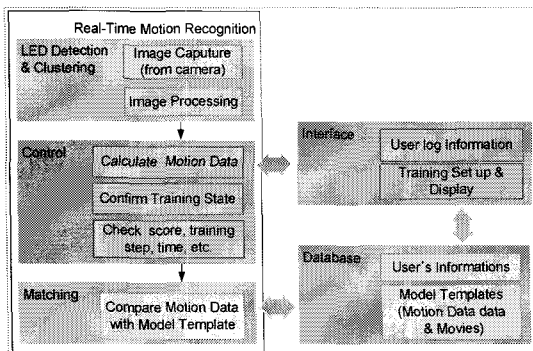 Real-Time Motion Recognition
LED Detection
& Clustering
Image Caputure
(from camera)
Image Processing
Control
Calculate Motion Data
Confirm Training State
Check score, training
step, time, etc.
Matching
Compare Motion Data
with Model Template
Interface
User log Information
Training Set up &
Display
Database
User's Informations
Model Templates
(Motion Data data
& Movies)